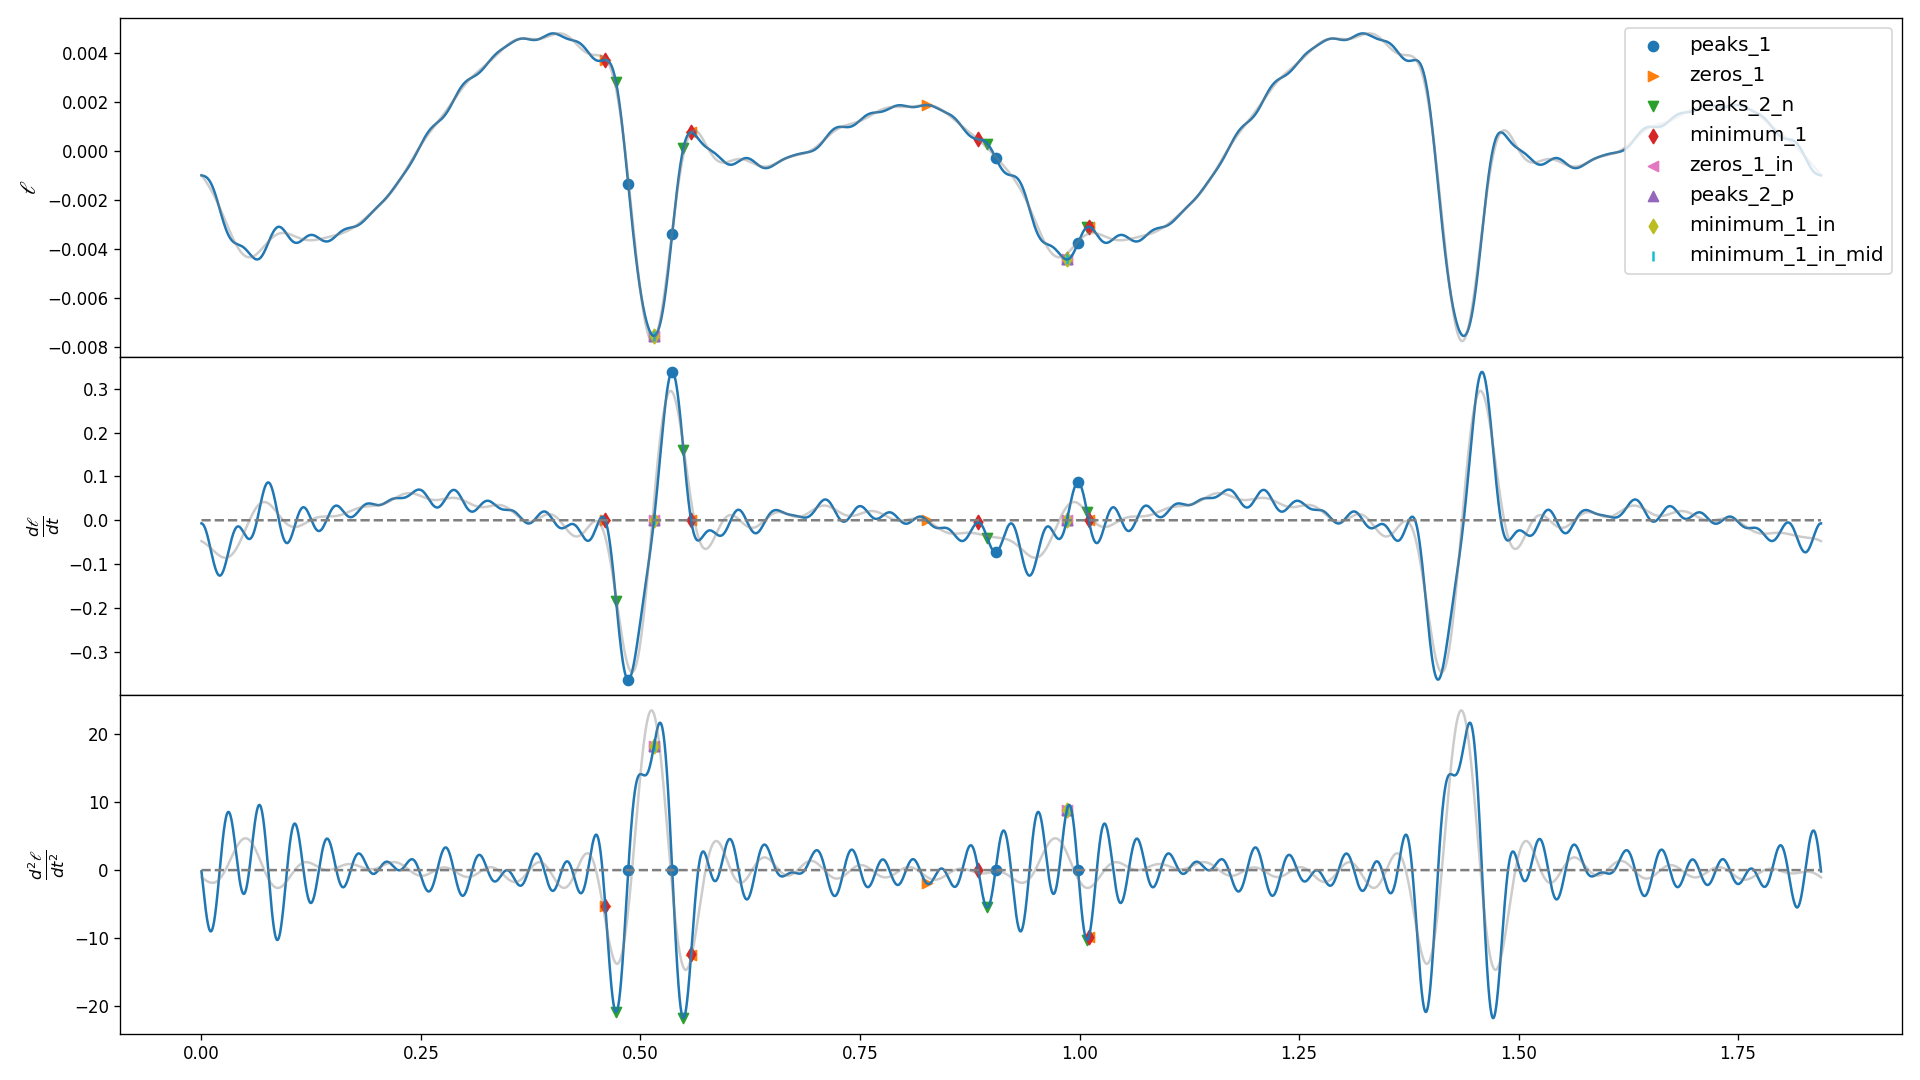 0.004
0.002
0.000
−0.002
−0.004
−0.006
−0.008
ℓ
peaks_1
zeros_1
peaks_2_n
minimum_1
zeros_1_in
peaks_2_p
minimum_1_in
minimum_1_in_mid
0.3
0.2
0.1
0.0
−0.1
−0.2
−0.3
dℓ/dt
20
10
0
−10
−20
d²ℓ/dt²
0.00 0.25 0.50 0.75 1.00 1.25 1.50 1.75